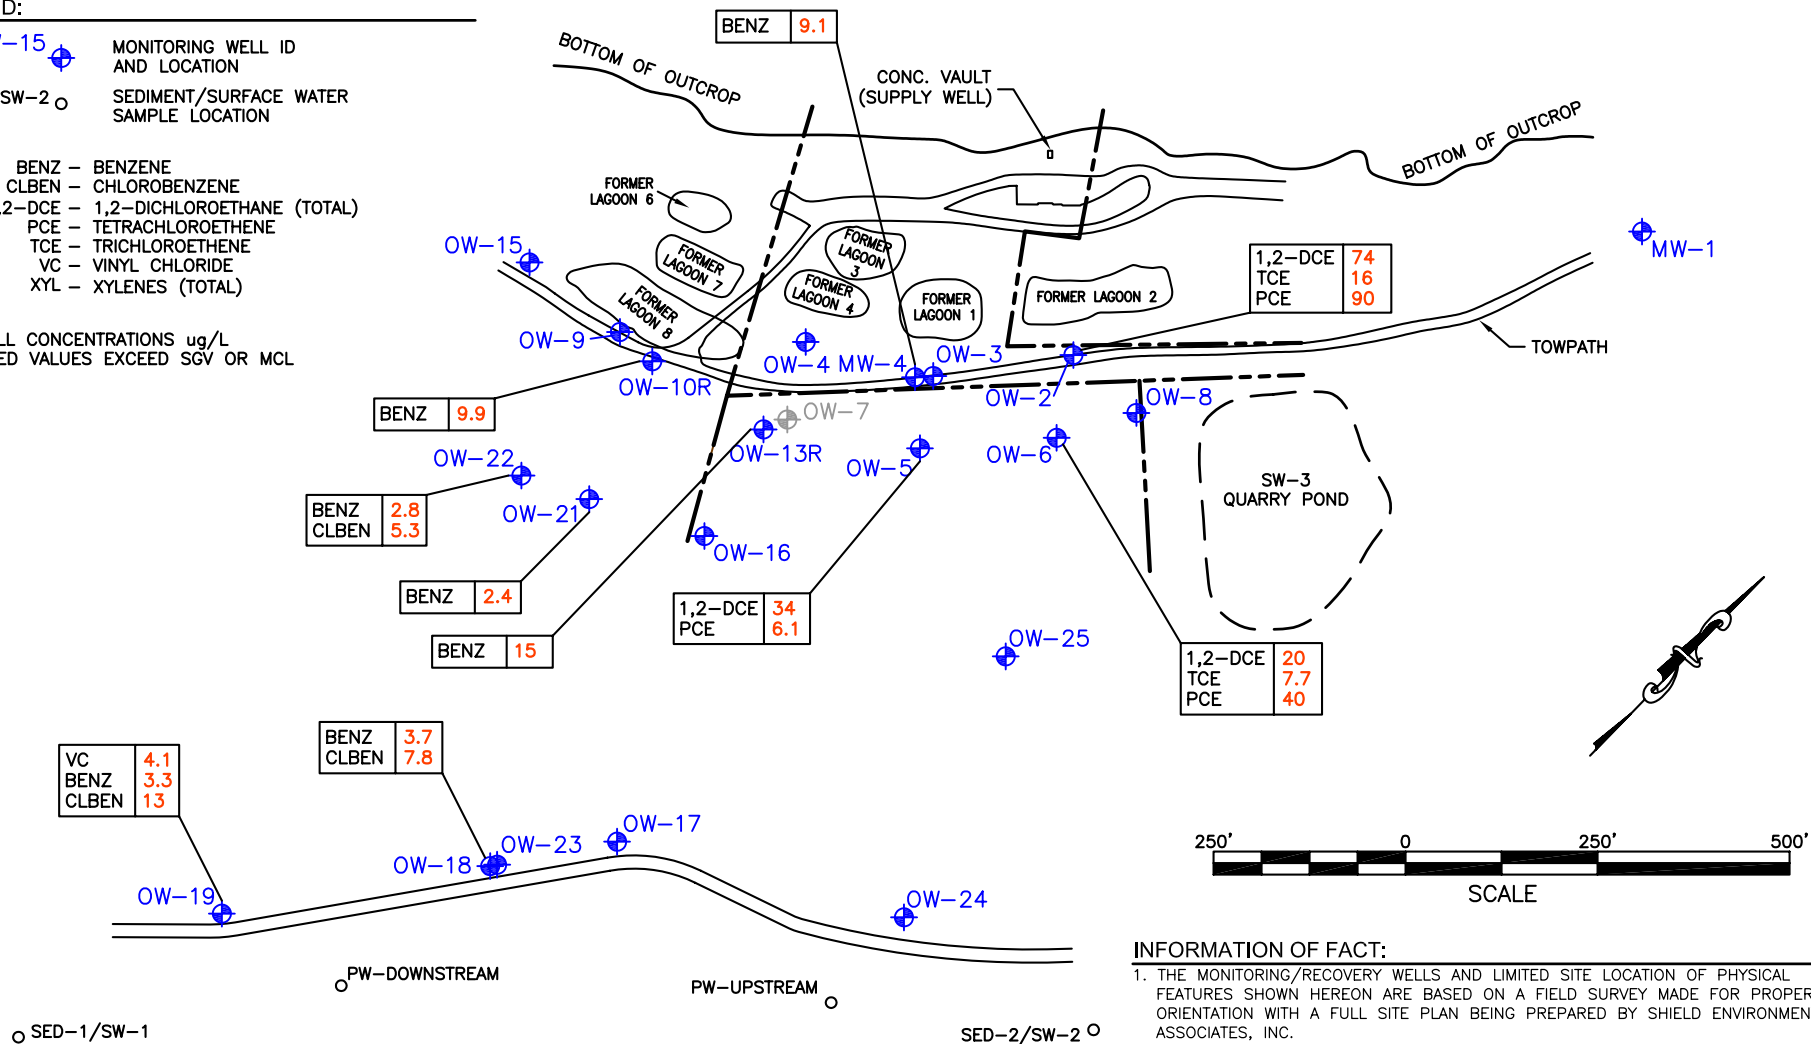 D:
-15
MONITORING WELL ID
AND LOCATION
SW-2
SEDIMENT/SURFACE WATER
SAMPLE LOCATION
BENZ - BENZENE
CLBEN - CHLOROBENZENE
,2-DCE - 1,2-DICHLOROETHANE (TOTAL)
PCE - TETRACHLOROETHENE
TCE - TRICHLOROETHENE
VC - VINYL CHLORIDE
XYL - XYLENES (TOTAL)
LL CONCENTRATIONS ug/L
ED VALUES EXCEED SGV OR MCL
BENZ 9.1
BOTTOM OF OUTCROP
CONC. VAULT
(SUPPLY WELL)
BOTTOM OF OUTCROP
FORMER
LAGOON 6
FORMER
LAGOON 7
FORMER
LAGOON 8
FORMER
LAGOON
3
FORMER
LAGOON 4
FORMER
LAGOON 1
FORMER LAGOON 2
OW-15
MW-1
1,2-DCE 74
TCE 16
PCE 90
OW-9
OW-10R
OW-4
MW-4
OW-3
OW-2
TOWPATH
BENZ 9.9
OW-7
OW-8
OW-13R
OW-5
OW-6
OW-22
OW-21
OW-16
SW-3
QUARRY POND
BENZ 2.8
CLBEN 5.3
BENZ 2.4
BENZ 15
1,2-DCE 34
PCE 6.1
OW-25
1,2-DCE 20
TCE 7.7
PCE 40
VC 4.1
BENZ 3.3
CLBEN 13
BENZ 3.7
CLBEN 7.8
OW-17
OW-23
OW-18
OW-19
OW-24
250' 0 250' 500'
SCALE
PW-DOWNSTREAM
PW-UPSTREAM
SED-1/SW-1
SED-2/SW-2
INFORMATION OF FACT:
1. THE MONITORING/RECOVERY WELLS AND LIMITED SITE LOCATION OF PHYSICAL
FEATURES SHOWN HEREON ARE BASED ON A FIELD SURVEY MADE FOR PROPER
ORIENTATION WITH A FULL SITE PLAN BEING PREPARED BY SHIELD ENVIRONMEN
ASSOCIATES, INC.